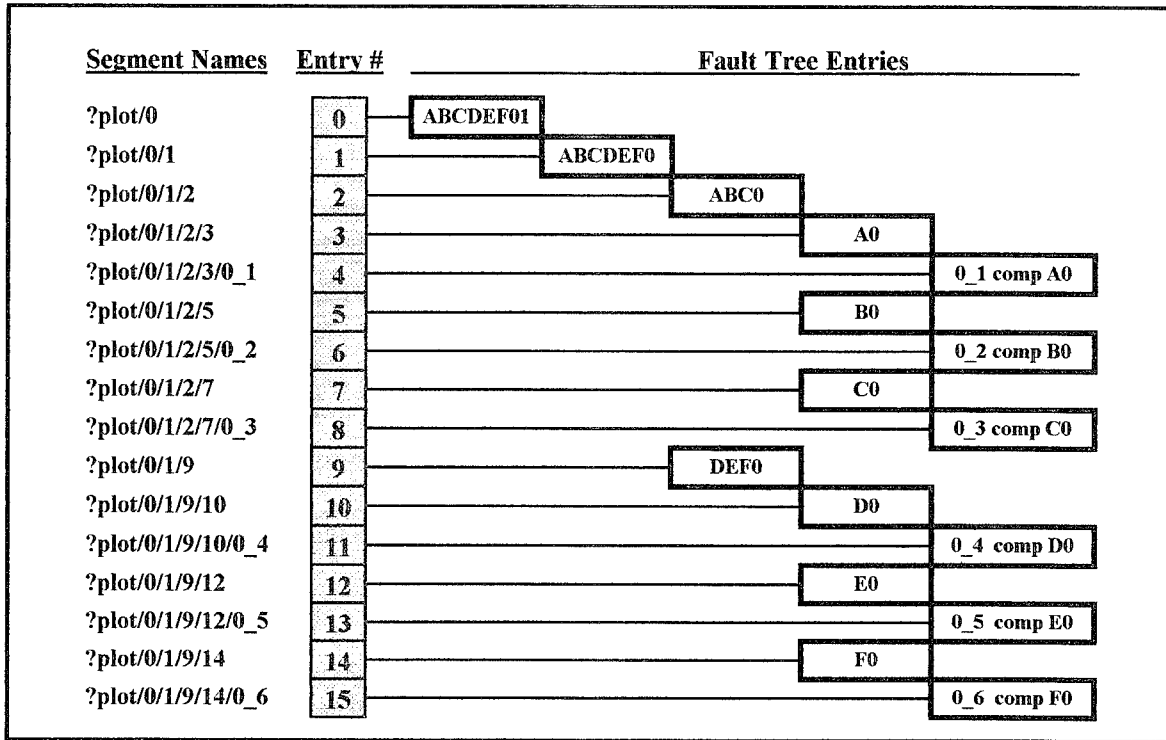 Segment Names Entry # Fault Tree Entries
?plot/0 0 ABCDEF01
?plot/0/1 1 ABCDEF0
?plot/0/1/2 2 ABC0
?plot/0/1/2/3 3 A0
?plot/0/1/2/3/0_1 4 0_1 comp A0
?plot/0/1/2/5 5 B0
?plot/0/1/2/5/0_2 6 0_2 comp B0
?plot/0/1/2/7 7 C0
?plot/0/1/2/7/0_3 8 0_3 comp C0
?plot/0/1/9 9 DEF0
?plot/0/1/9/10 10 D0
?plot/0/1/9/10/0_4 11 0_4 comp D0
?plot/0/1/9/12 12 E0
?plot/0/1/9/12/0_5 13 0_5 comp E0
?plot/0/1/9/14 14 F0
?plot/0/1/9/14/0_6 15 0_6 comp F0